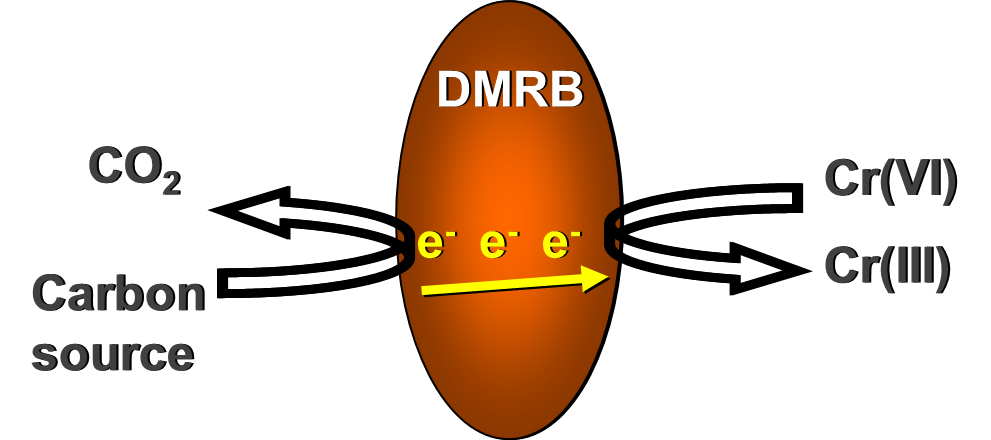 DMRB
CO₂
Cr(VI)
e⁻ e⁻ e⁻
Cr(III)
Carbon
source